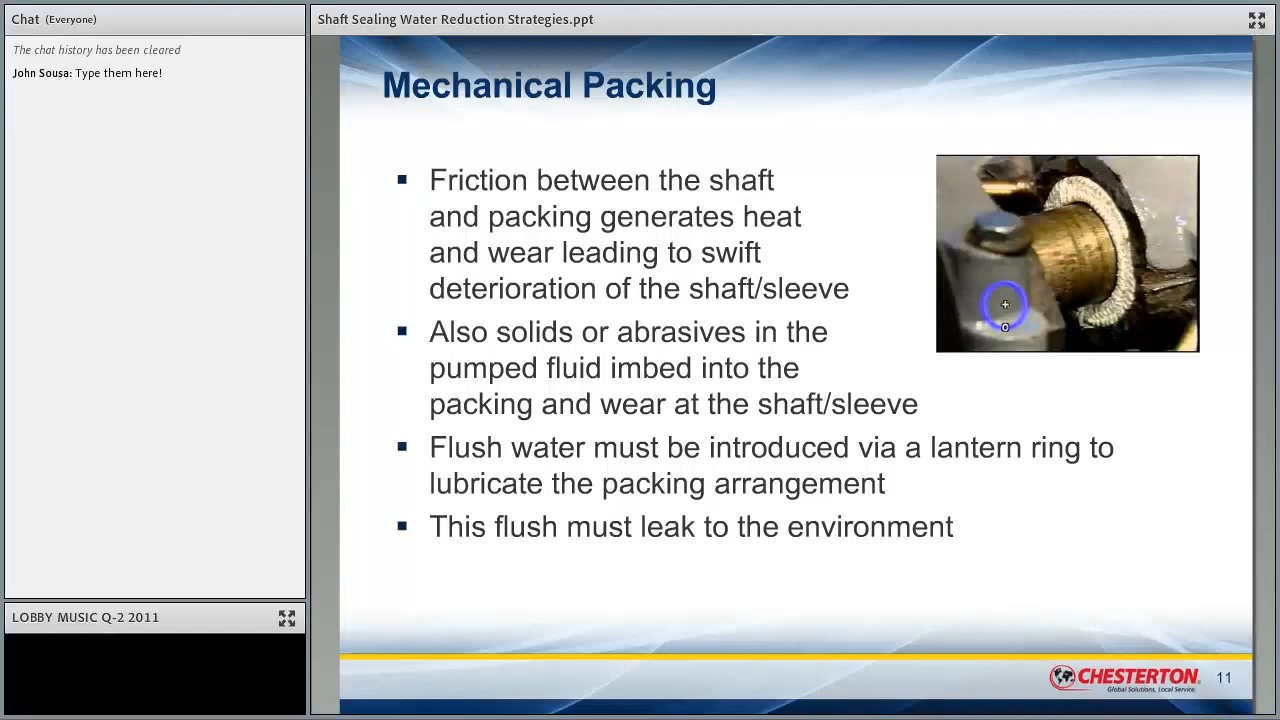 Chat (Everyone)
The chat history has been cleared
John Sousa: Type them here!
LOBBY MUSIC Q-2 2011
Shaft Sealing Water Reduction Strategies.ppt
Mechanical Packing
▪ Friction between the shaft
and packing generates heat
and wear leading to swift
deterioration of the shaft/sleeve
▪ Also solids or abrasives in the
pumped fluid imbed into the
packing and wear at the shaft/sleeve
▪ Flush water must be introduced via a lantern ring to
lubricate the packing arrangement
▪ This flush must leak to the environment
CHESTERTON.
Global Solutions, Local Service.
11